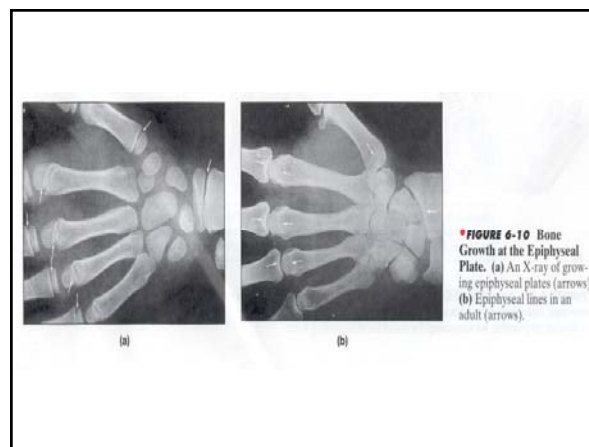 (a)
(b)
•FIGURE 6-10 Bone
Growth at the Epiphyseal
Plate. (a) An X-ray of grow-
ing epiphyseal plates (arrows)
(b) Epiphyseal lines in an
adult (arrows).